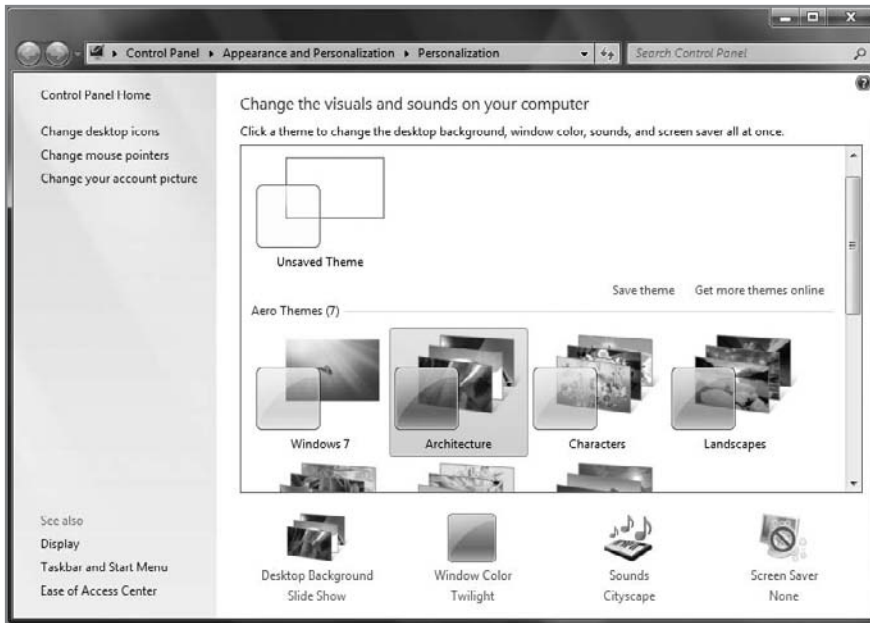 Control Panel ▸ Appearance and Personalization ▸ Personalization
Search Control Panel
Control Panel Home
Change desktop icons
Change mouse pointers
Change your account picture
See also
Display
Taskbar and Start Menu
Ease of Access Center
Change the visuals and sounds on your computer
Click a theme to change the desktop background, window color, sounds, and screen saver all at once.
Unsaved Theme
Save theme Get more themes online
Aero Themes (7)
Windows 7 Architecture Characters Landscapes
Desktop Background Window Color Sounds Screen Saver
Slide Show Twilight Cityscape None